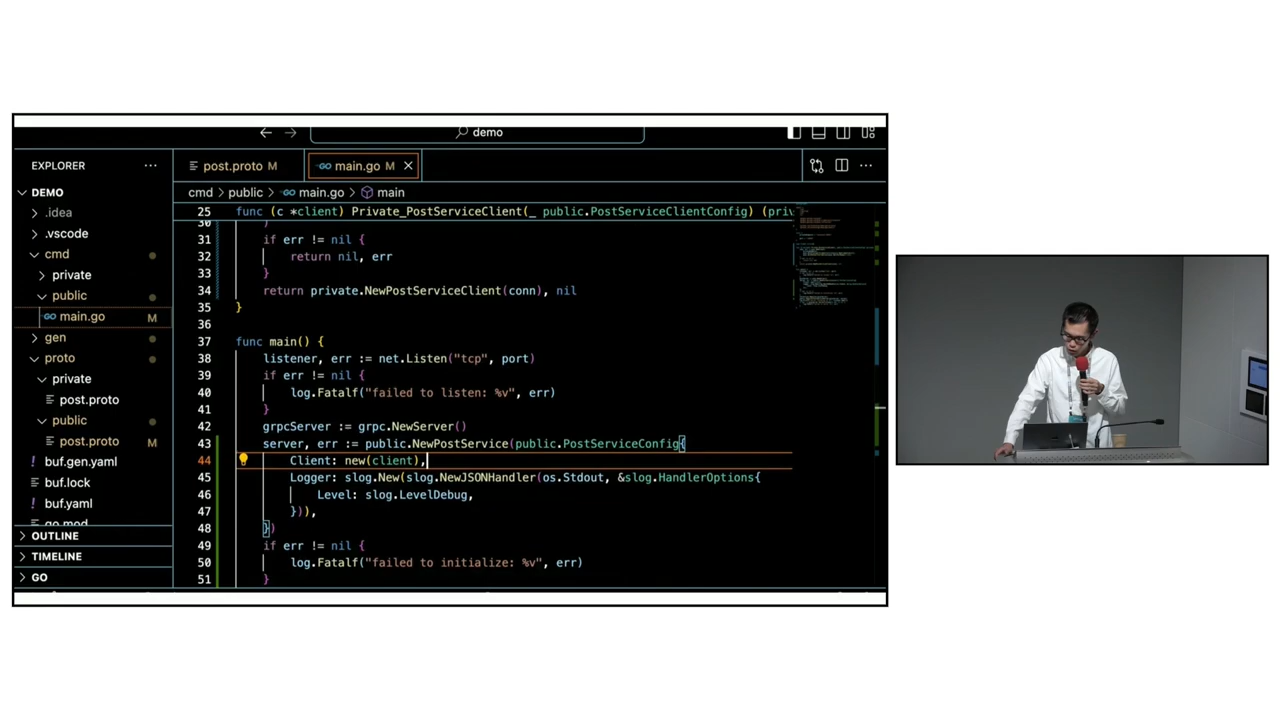 demo
EXPLORER
post.proto M
main.go M
cmd > public > main.go > main
DEMO
.idea
.vscode
cmd
private
public
main.go M
gen
proto
private
post.proto
public
post.proto M
buf.gen.yaml
buf.lock
buf.yaml
go.mod
OUTLINE
TIMELINE
GO
25 func (c *client) Private_PostServiceClient(_ public.PostServiceClientConfig) (priv
30 )
31 if err != nil {
32 return nil, err
33 }
34 return private.NewPostServiceClient(conn), nil
35 }
36
37 func main() {
38 listener, err := net.Listen("tcp", port)
39 if err != nil {
40 log.Fatalf("failed to listen: %v", err)
41 }
42 grpcServer := grpc.NewServer()
43 server, err := public.NewPostService(public.PostServiceConfig{
44 Client: new(client),
45 Logger: slog.New(slog.NewJSONHandler(os.Stdout, &slog.HandlerOptions{
46 Level: slog.LevelDebug,
47 })),
48 })
49 if err != nil {
50 log.Fatalf("failed to initialize: %v", err)
51 }